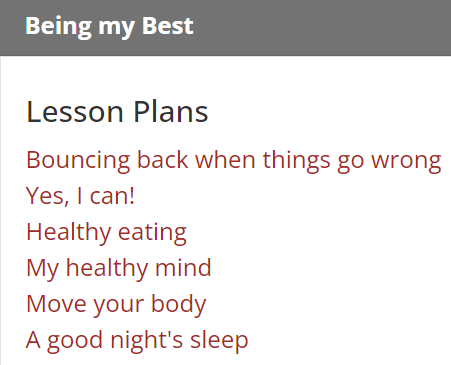 Being my Best
Lesson Plans
Bouncing back when things go wrong
Yes, I can!
Healthy eating
My healthy mind
Move your body
A good night's sleep